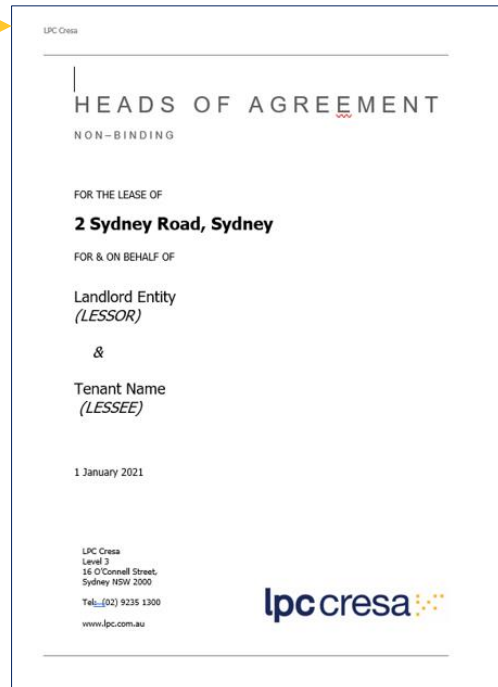 LPC Cresa
HEADS OF AGREEMENT
NON–BINDING
FOR THE LEASE OF
2 Sydney Road, Sydney
FOR & ON BEHALF OF
Landlord Entity
(LESSOR)
&
Tenant Name
(LESSEE)
1 January 2021
LPC Cresa
Level 3
16 O'Connell Street,
Sydney NSW 2000
Tel: (02) 9235 1300
www.lpc.com.au
lpc cresa